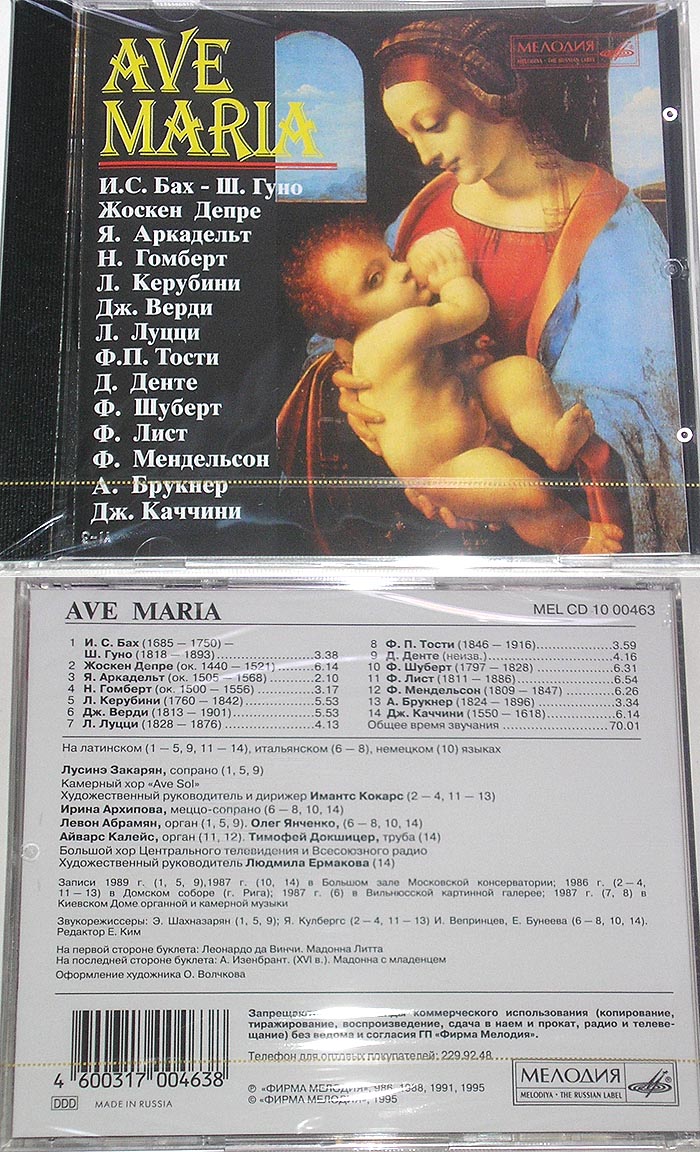 AVE
MARIA
МЕЛОДИЯ
MELODIYA · THE RUSSIAN LABEL
И.С. Бах - Ш. Гуно
Жоскен Депре
Я. Аркадельт
Н. Гомберт
Л. Керубини
Дж. Верди
Л. Луцци
Ф.П. Тости
Д. Денте
Ф. Шуберт
Ф. Лист
Ф. Мендельсон
А. Брукнер
Дж. Каччини
AVE MARIA
MEL CD 10 00463
1 И. С. Бах (1685 – 1750) –
Ш. Гуно (1818 – 1893)..................3.38
2 Жоскен Депре (ок. 1440 – 1521)..........6.14
3 Я. Аркадельт (ок. 1505 – 1568)..........2.10
4 Н. Гомберт (ок. 1500 – 1556)............3.17
5 Л. Керубини (1760 – 1842)...............5.53
6 Дж. Верди (1813 – 1901).................5.53
7 Л. Луцци (1828 – 1876)..................4.13
8 Ф. П. Тости (1846 – 1916)...............3.59
9 Д. Денте (неизв.).......................4.16
10 Ф. Шуберт (1797 – 1828)................6.31
11 Ф. Лист (1811 – 1886)..................6.54
12 Ф. Мендельсон (1809 – 1847)............6.26
13 А. Брукнер (1824 – 1896)...............3.34
14 Дж. Каччини (1550 – 1618)..............6.14
Общее время звучания .....................70.01
На латинском (1 – 5, 9, 11 – 14), итальянском (6 – 8), немецком (10) языках
Лусинэ Закарян, сопрано (1, 5, 9)
Камерный хор «Ave Sol»
Художественный руководитель и дирижер Имантс Кокарс (2 – 4, 11 – 13)
Ирина Архипова, меццо-сопрано (6 – 8, 10, 14)
Левон Абрамян, орган (1, 5, 9). Олег Янченко, (6 – 8, 10, 14)
Айварс Калейс, орган (11, 12). Тимофей Докшицер, труба (14)
Большой хор Центрального телевидения и Всесоюзного радио
Художественный руководитель Людмила Ермакова (14)
Записи 1989 г. (1, 5, 9),1987 г. (10, 14) в Большом зале Московской консерватории; 1986 г. (2 – 4,
11 – 13) в Домском соборе (г. Рига); 1987 г. (6) в Вильнюсской картинной галерее; 1987 г. (7, 8) в
Киевском Доме органной и камерной музыки
Звукорежиссеры: Э. Шахназарян (1, 5, 9); Я. Кулбергс (2 – 4, 11 – 13) И. Вепринцев, Е. Бунеева (6 – 8, 10, 14).
Редактор Е. Ким
На первой стороне буклета: Леонардо да Винчи. Мадонна Литта
На последней стороне буклета: А. Изенбрант. (XVI в.). Мадонна с младенцем
Оформление художника О. Волчкова
4 600317 004638
DDD
MADE IN RUSSIA
коммерческого использования (копирование,
тиражирование, воспроизведение, сдача в наем и прокат, радио и телеве-
щание) без ведома и согласия ГП «Фирма Мелодия».
Телефон для оптовых покупателей: 229.92.48
℗ «ФИРМА МЕЛОДИЯ», 1988, 1991, 1995
© «ФИРМА МЕЛОДИЯ», 1995
МЕЛОДИЯ
MELODIYA · THE RUSSIAN LABEL